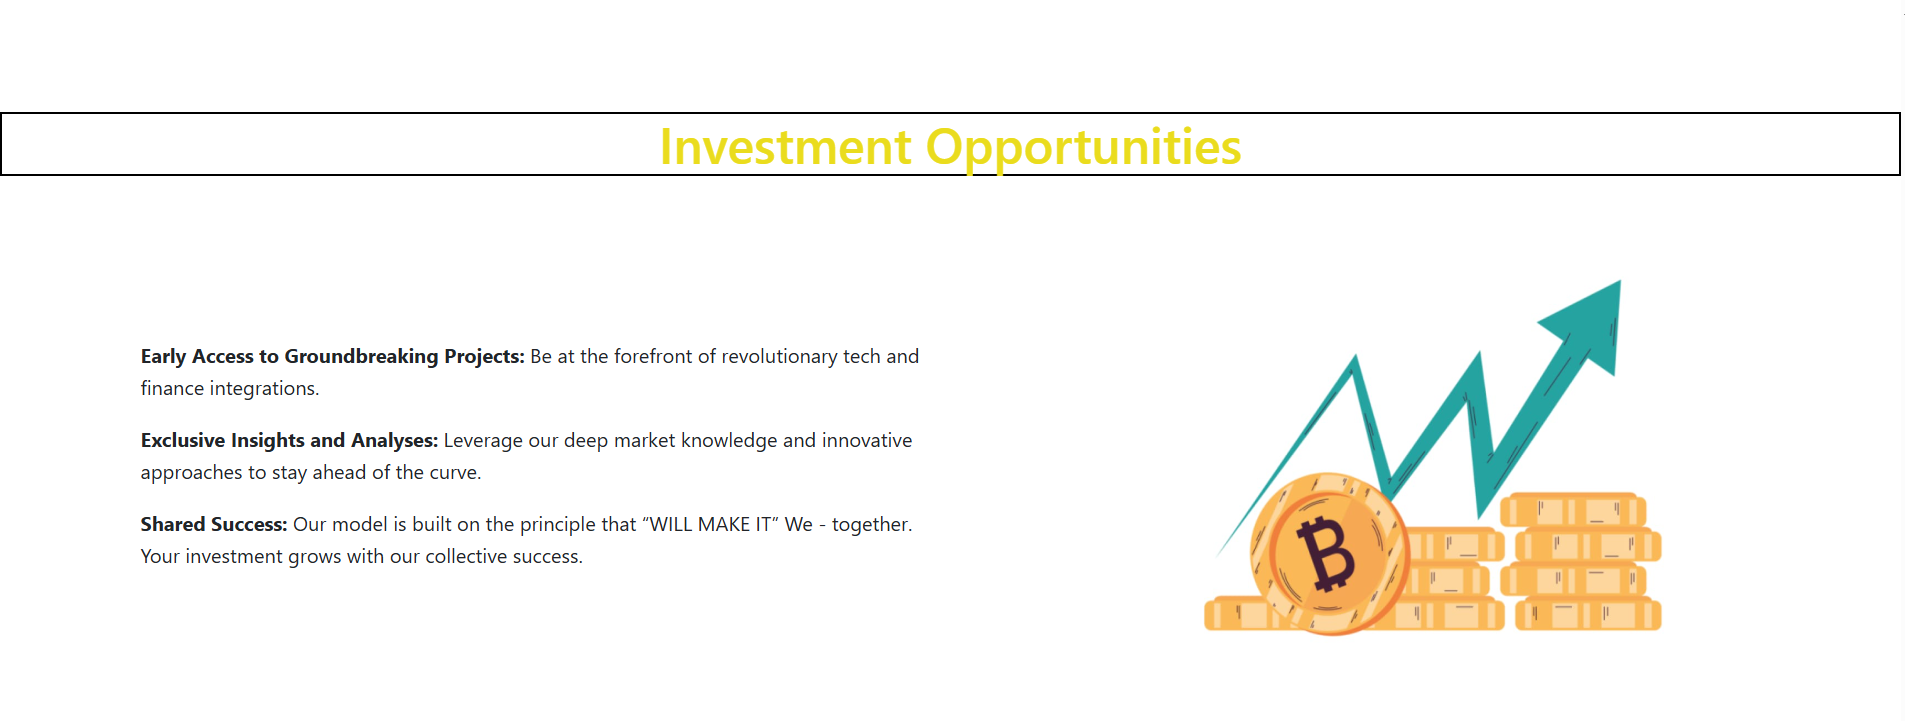 Investment Opportunities
Early Access to Groundbreaking Projects: Be at the forefront of revolutionary tech and
finance integrations.
Exclusive Insights and Analyses: Leverage our deep market knowledge and innovative
approaches to stay ahead of the curve.
Shared Success: Our model is built on the principle that “WILL MAKE IT” We - together.
Your investment grows with our collective success.